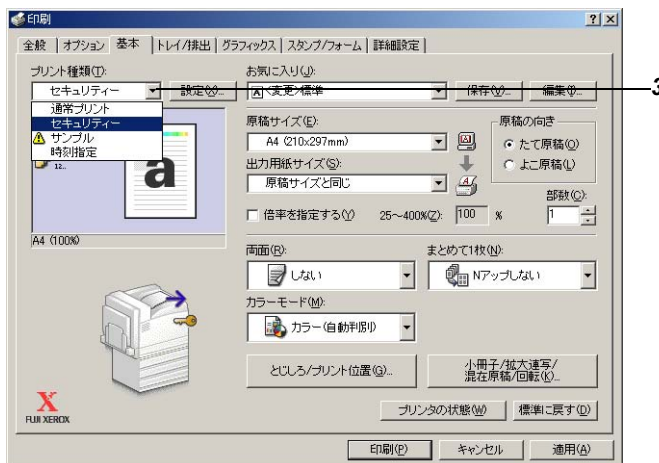 印刷
全般 オプション 基本 トレイ/排出 グラフィックス スタンプ/フォーム 詳細設定
プリント種類(T):
セキュリティー 設定(X)...
通常プリント
セキュリティー
サンプル
時刻指定
12..
a
A4 (100%)
お気に入り(J):
<変更>標準 保存(V)... 編集(I)...
3
原稿サイズ(E):
A4 (210x297mm)
出力用紙サイズ(S):
原稿サイズと同じ
倍率を指定する(Y) 25~400%(Z): 100 %
原稿の向き
たて原稿(O)
よこ原稿(L)
部数(C):
1
両面(R):
しない
まとめて1枚(N):
Nアップしない
カラーモード(M):
カラー(自動判別)
とじしろ/プリント位置(G)...
小冊子/拡大連写/
混在原稿/回転(K)...
X
FUJI XEROX
プリンタの状態(W) 標準に戻す(D)
印刷(P) キャンセル 適用(A)